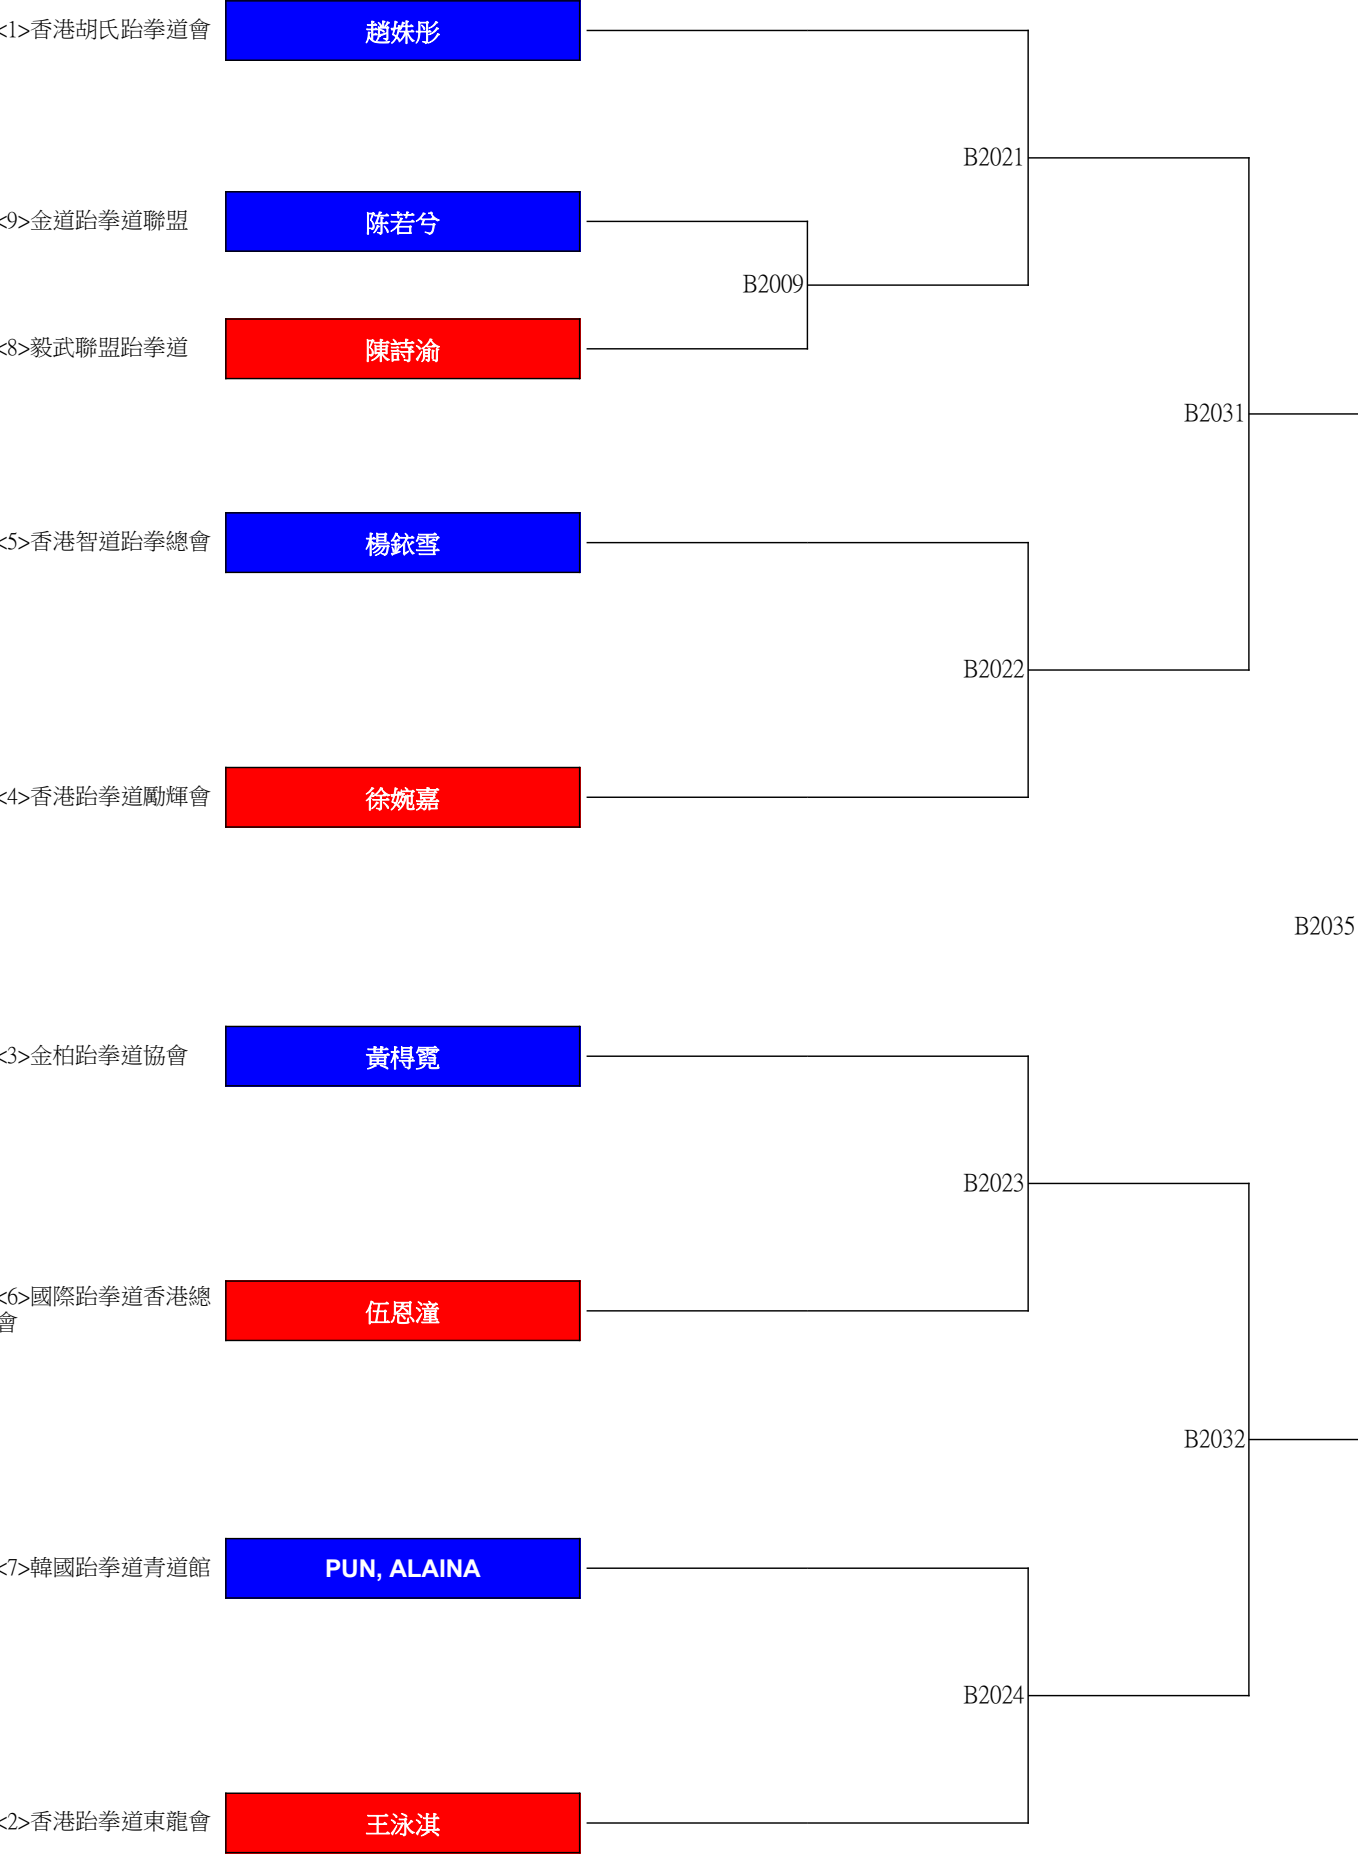 <1>香港胡氏跆拳道會
趙姝彤
B2021
<9>金道跆拳道聯盟
陈若兮
B2009
<8>毅武聯盟跆拳道
陳詩渝
B2031
<5>香港智道跆拳總會
楊銥雪
B2022
<4>香港跆拳道勵輝會
徐婉嘉
B2035
<3>金柏跆拳道協會
黃棏霓
B2023
<6>國際跆拳道香港總
會
伍恩潼
B2032
<7>韓國跆拳道青道館
PUN, ALAINA
B2024
<2>香港跆拳道東龍會
王泳淇